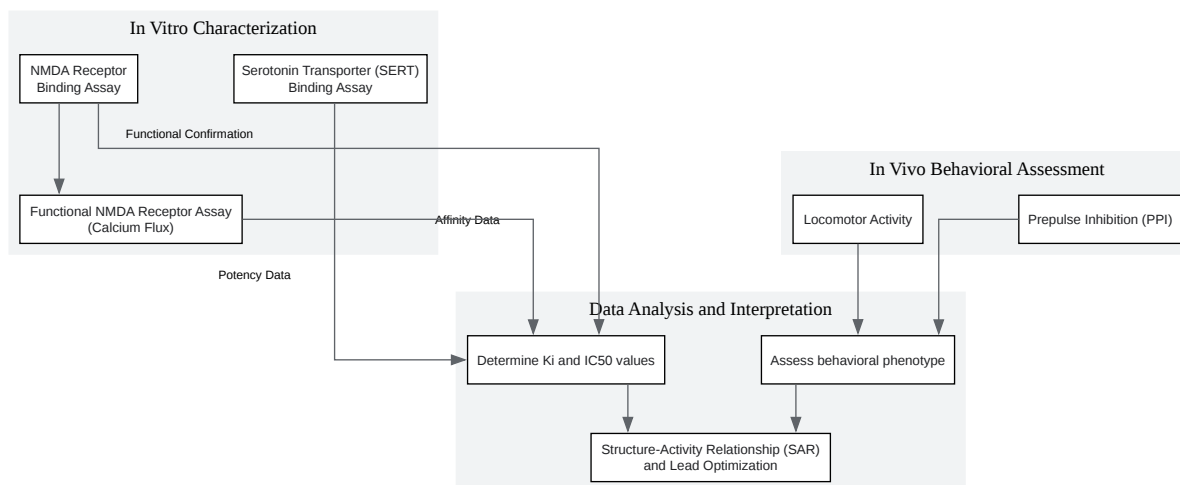 In Vitro Characterization
NMDA Receptor
Binding Assay
Serotonin Transporter (SERT)
Binding Assay
Functional Confirmation
Functional NMDA Receptor Assay
(Calcium Flux)
Affinity Data
Potency Data
In Vivo Behavioral Assessment
Locomotor Activity
Prepulse Inhibition (PPI)
Data Analysis and Interpretation
Determine Ki and IC50 values
Assess behavioral phenotype
Structure-Activity Relationship (SAR)
and Lead Optimization